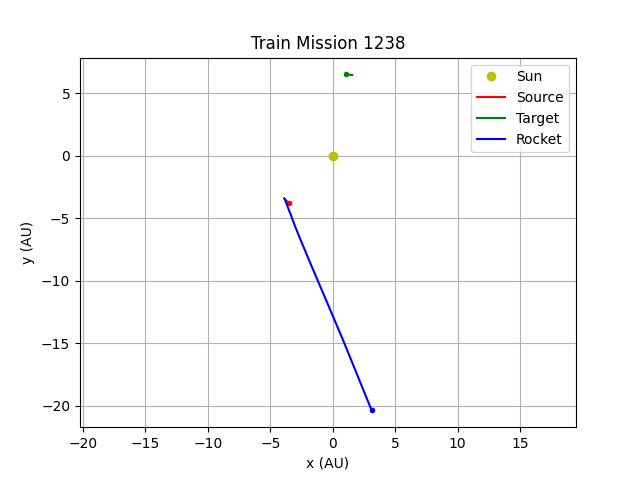 Train Mission 1238
Sun
Source
Target
Rocket
5
0
−5
−10
−15
−20
y (AU)
−20 −15 −10 −5 0 5 10 15
x (AU)